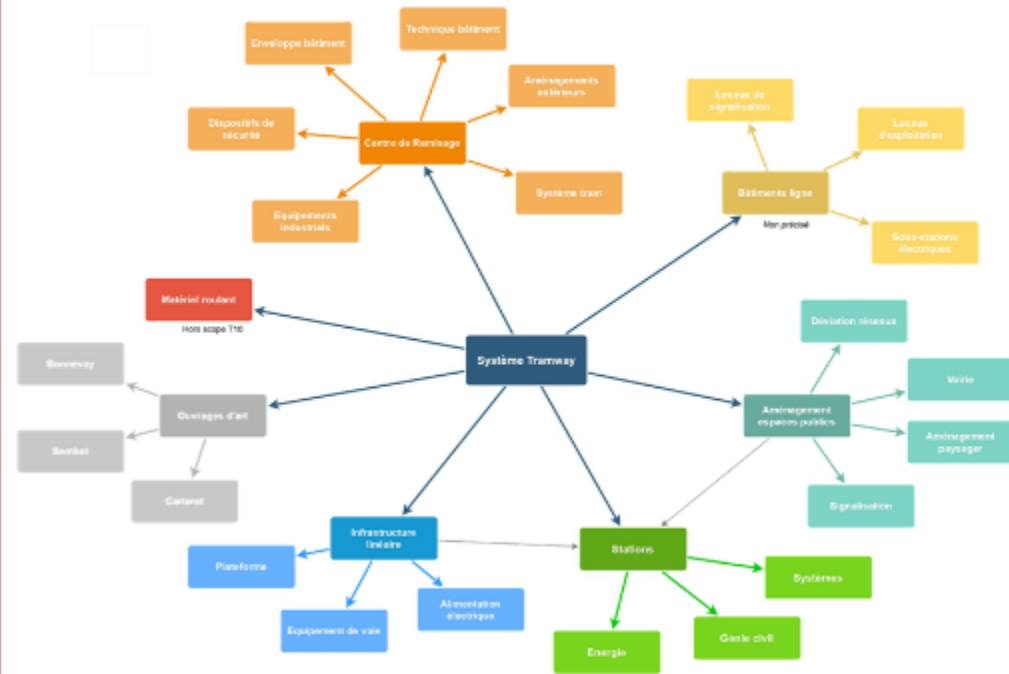 Technique bâtiment
Enveloppe bâtiment
Aménagements
extérieurs
Locaux de
signalisation
Dispositifs de
sécurité
Centre de Remisage
Locaux
d'exploitation
Système tram
Bâtiments ligne
Equipements
industriels
Non précisé
Sous-stations
électriques
Matériel roulant
Hors scope T10
Déviation réseaux
Système Tramway
Bonnevay
Voirie
Ouvrages d'art
Aménagement
espaces publics
Aménagement
paysager
Sembat
Signalisation
Infrastructure
linéaire
Stations
Plateforme
Systèmes
Alimentation
électrique
Equipement de voie
Génie civil
Energie